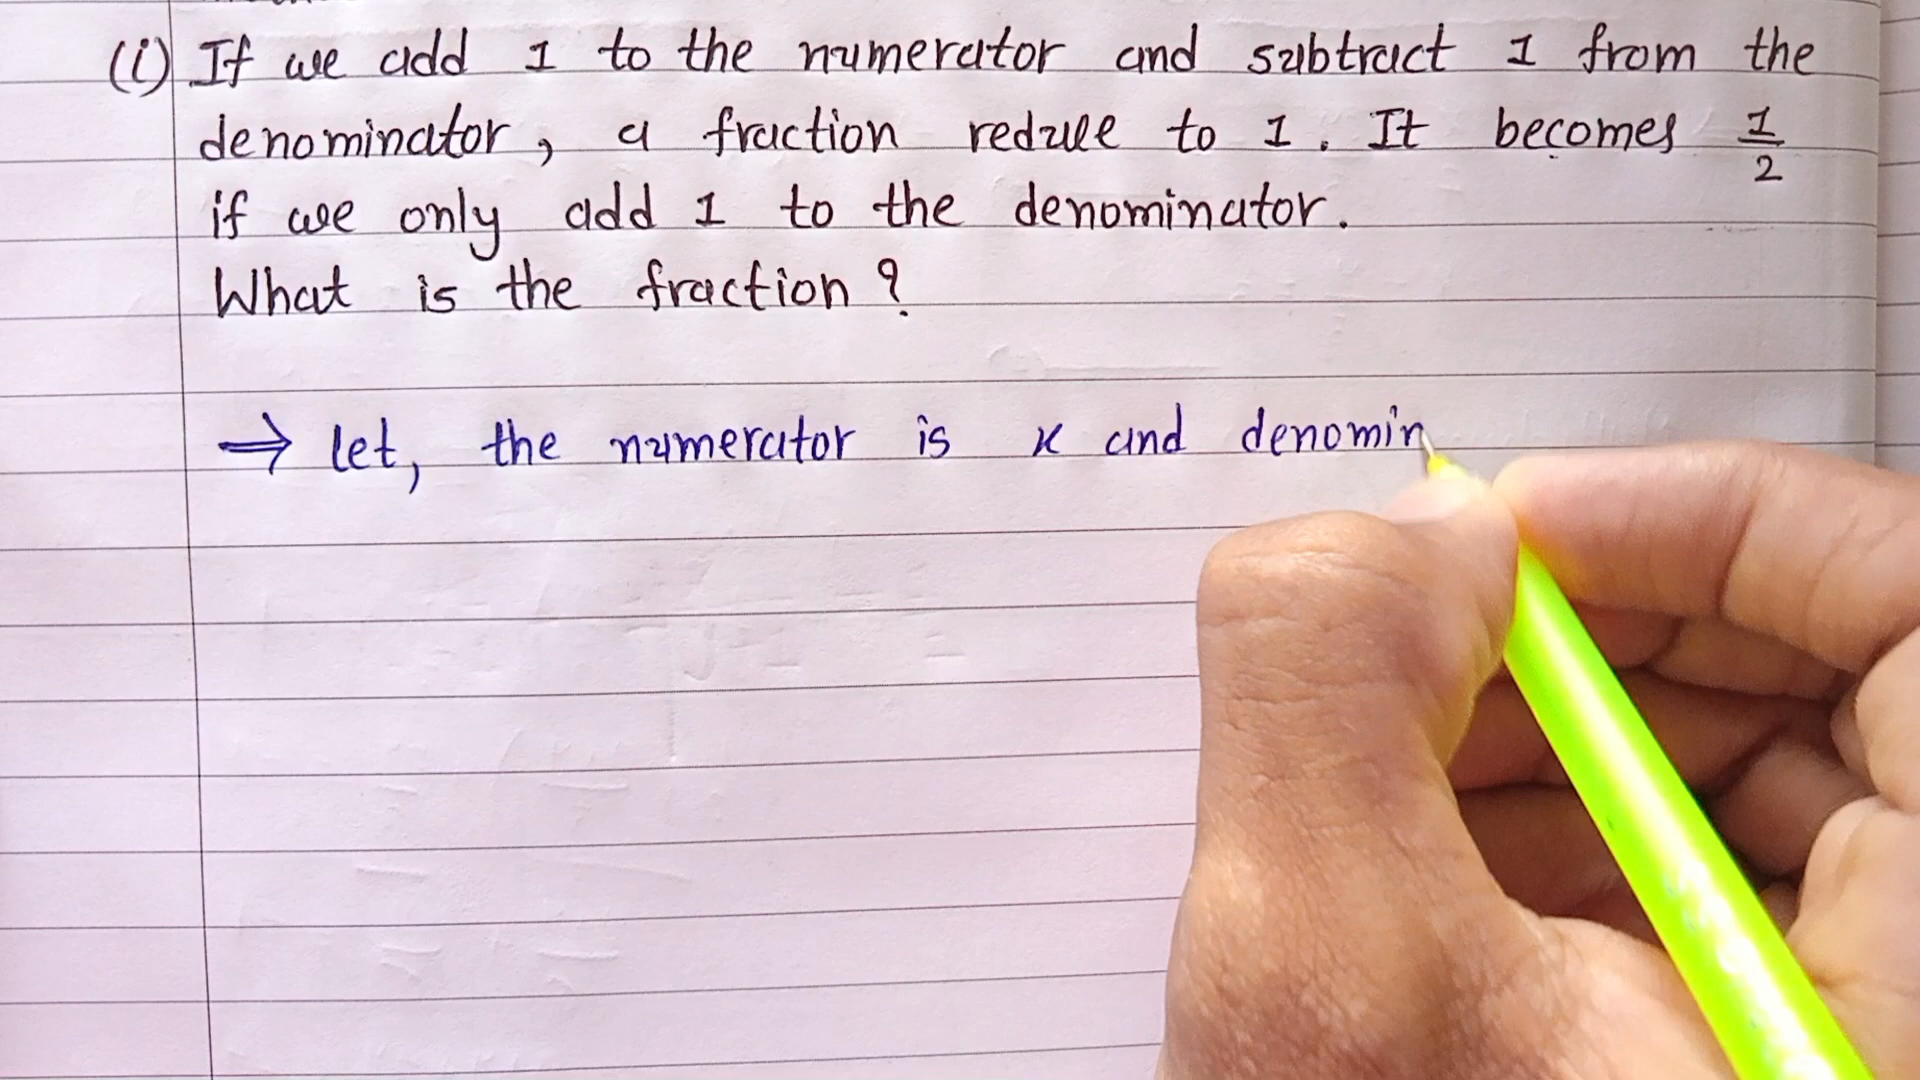 (i) If we add 1 to the numerator and subtract 1 from the
denominator, a fraction reduce to 1. It becomes 1/2
if we only add 1 to the denominator.
What is the fraction?
⇒ let, the numerator is x and denomin